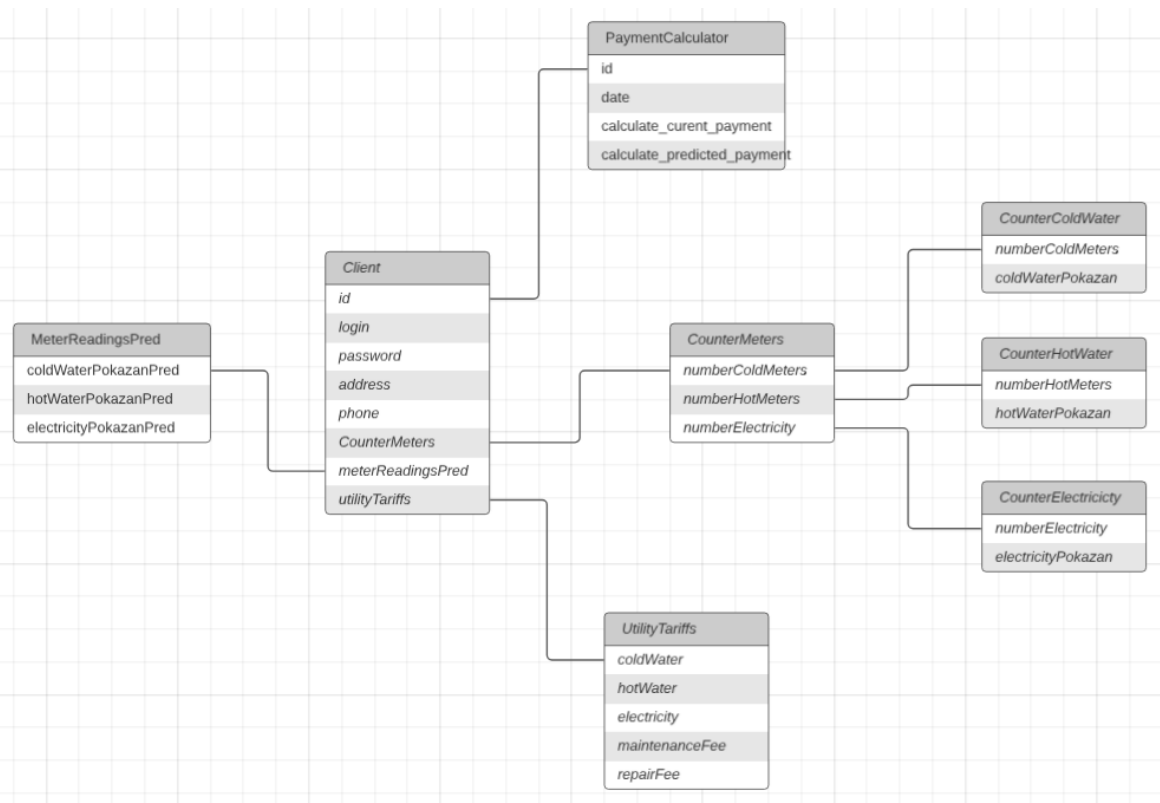 PaymentCalculator
id
date
calculate_curent_payment
calculate_predicted_payment
CounterColdWater
numberColdMeters
coldWaterPokazan
Client
id
login
password
address
phone
CounterMeters
meterReadingsPred
utilityTariffs
MeterReadingsPred
coldWaterPokazanPred
hotWaterPokazanPred
electricityPokazanPred
CounterMeters
numberColdMeters
numberHotMeters
numberElectricity
CounterHotWater
numberHotMeters
hotWaterPokazan
CounterElectricicty
numberElectricity
electricityPokazan
UtilityTariffs
coldWater
hotWater
electricity
maintenanceFee
repairFee